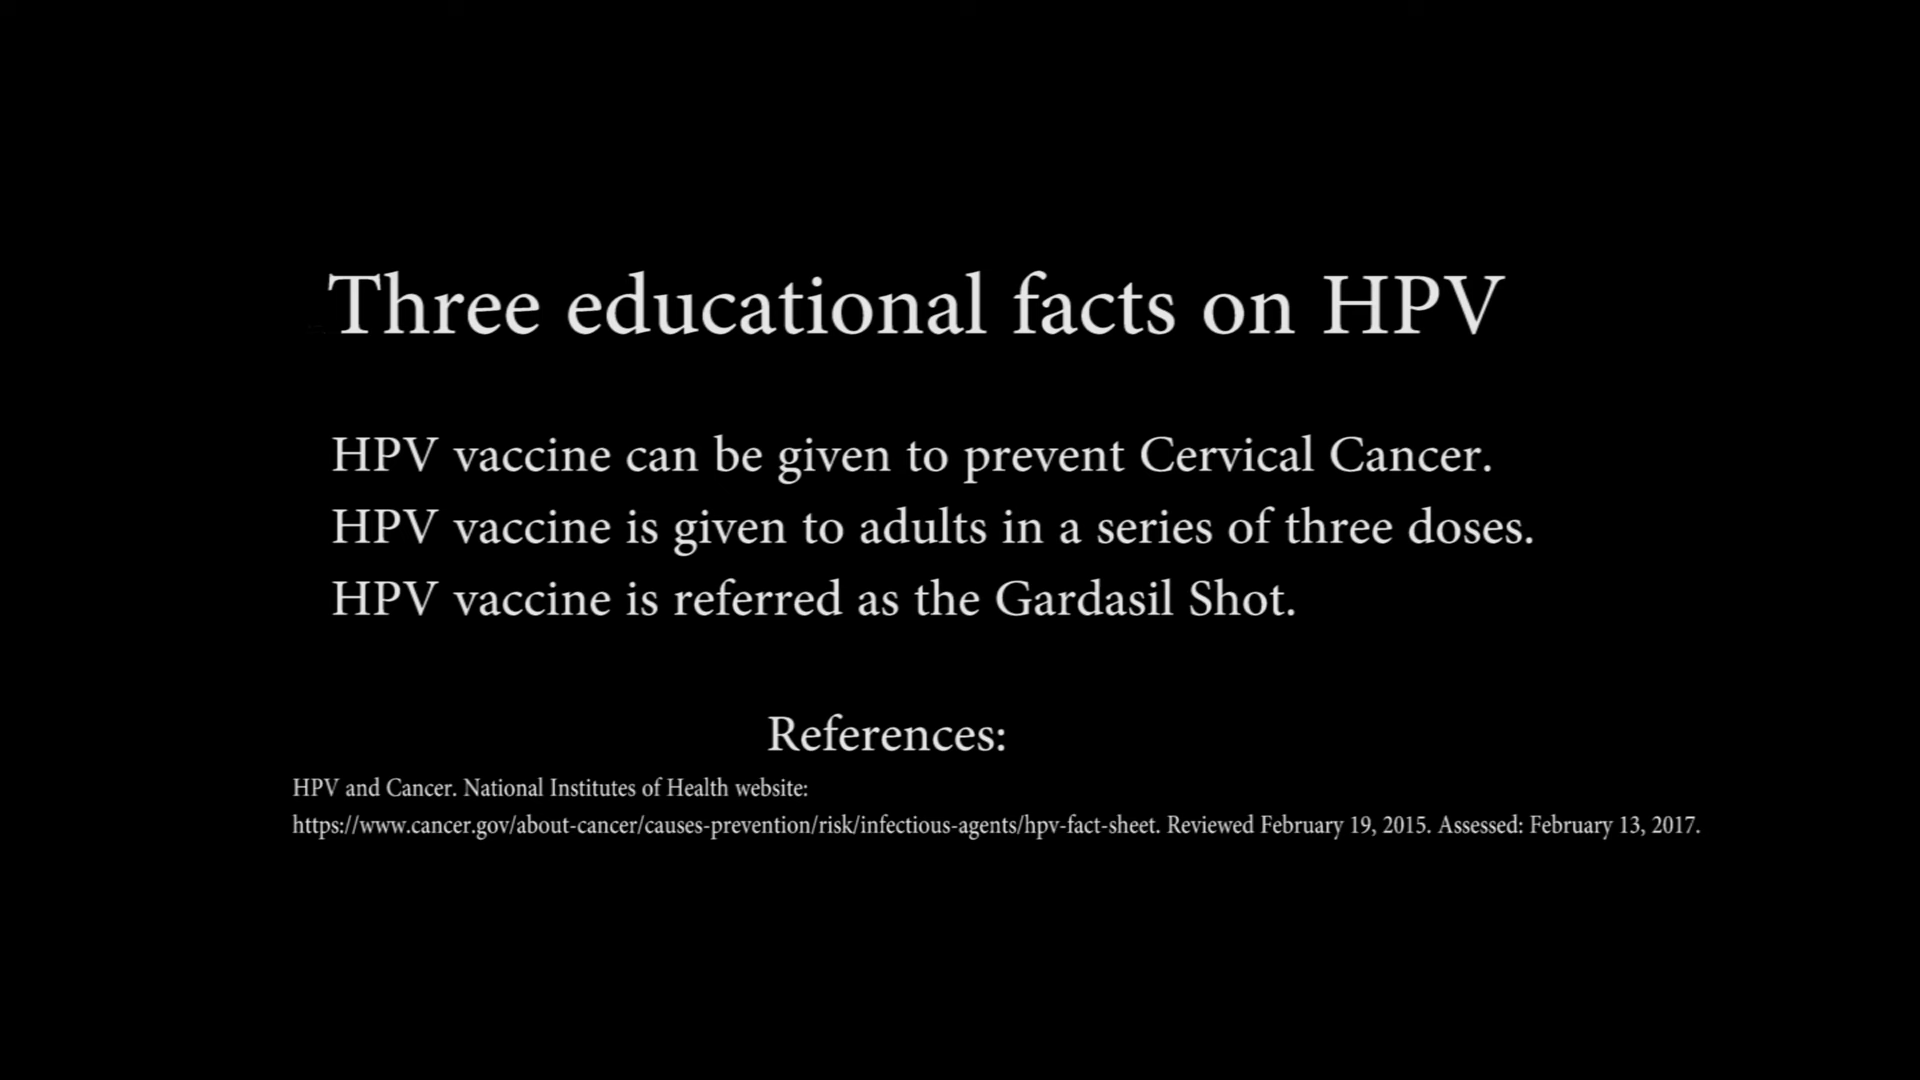 Three educational facts on HPV
HPV vaccine can be given to prevent Cervical Cancer.
HPV vaccine is given to adults in a series of three doses.
HPV vaccine is referred as the Gardasil Shot.
References:
HPV and Cancer. National Institutes of Health website:
https://www.cancer.gov/about-cancer/causes-prevention/risk/infectious-agents/hpv-fact-sheet. Reviewed February 19, 2015. Assessed: February 13, 2017.